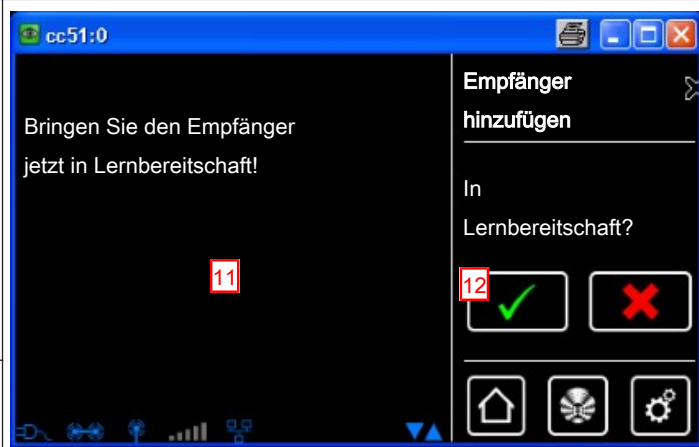 cc51:0
Bringen Sie den Empfänger
jetzt in Lernbereitschaft!
11
Empfänger
hinzufügen
In
Lernbereitschaft?
12